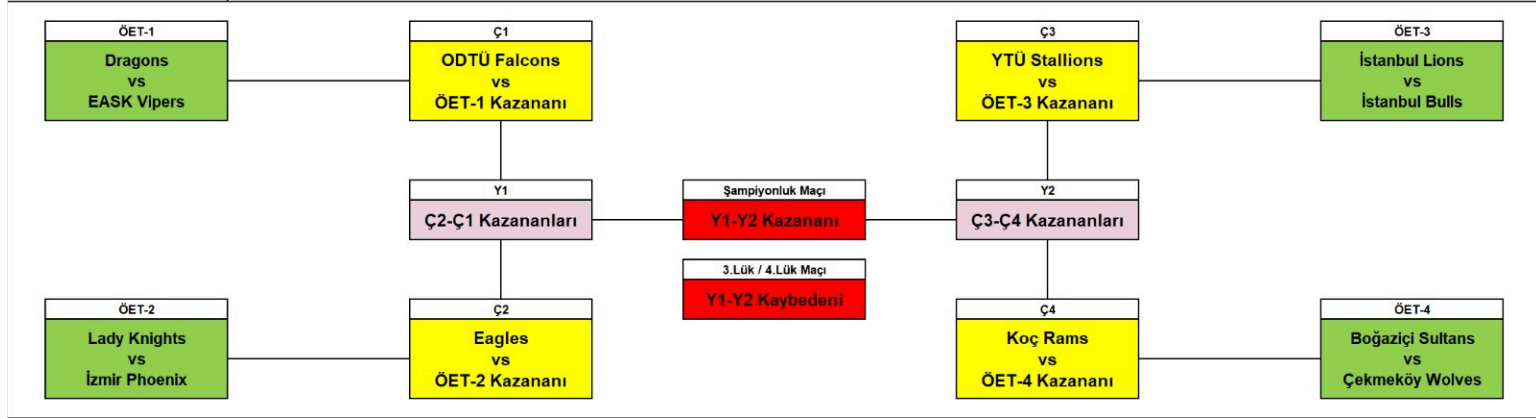 ÖET-1
Dragons
vs
EASK Vipers
Ç1
ODTÜ Falcons
vs
ÖET-1 Kazananı
Ç3
YTÜ Stallions
vs
ÖET-3 Kazananı
ÖET-3
İstanbul Lions
vs
İstanbul Bulls
Y1
Ç2-Ç1 Kazananları
Şampiyonluk Maçı
Y1-Y2 Kazananı
Y2
Ç3-Ç4 Kazananları
3.Lük / 4.Lük Maçı
Y1-Y2 Kaybedeni
ÖET-2
Lady Knights
vs
İzmir Phoenix
Ç2
Eagles
vs
ÖET-2 Kazananı
Ç4
Koç Rams
vs
ÖET-4 Kazananı
ÖET-4
Boğaziçi Sultans
vs
Çekmeköy Wolves